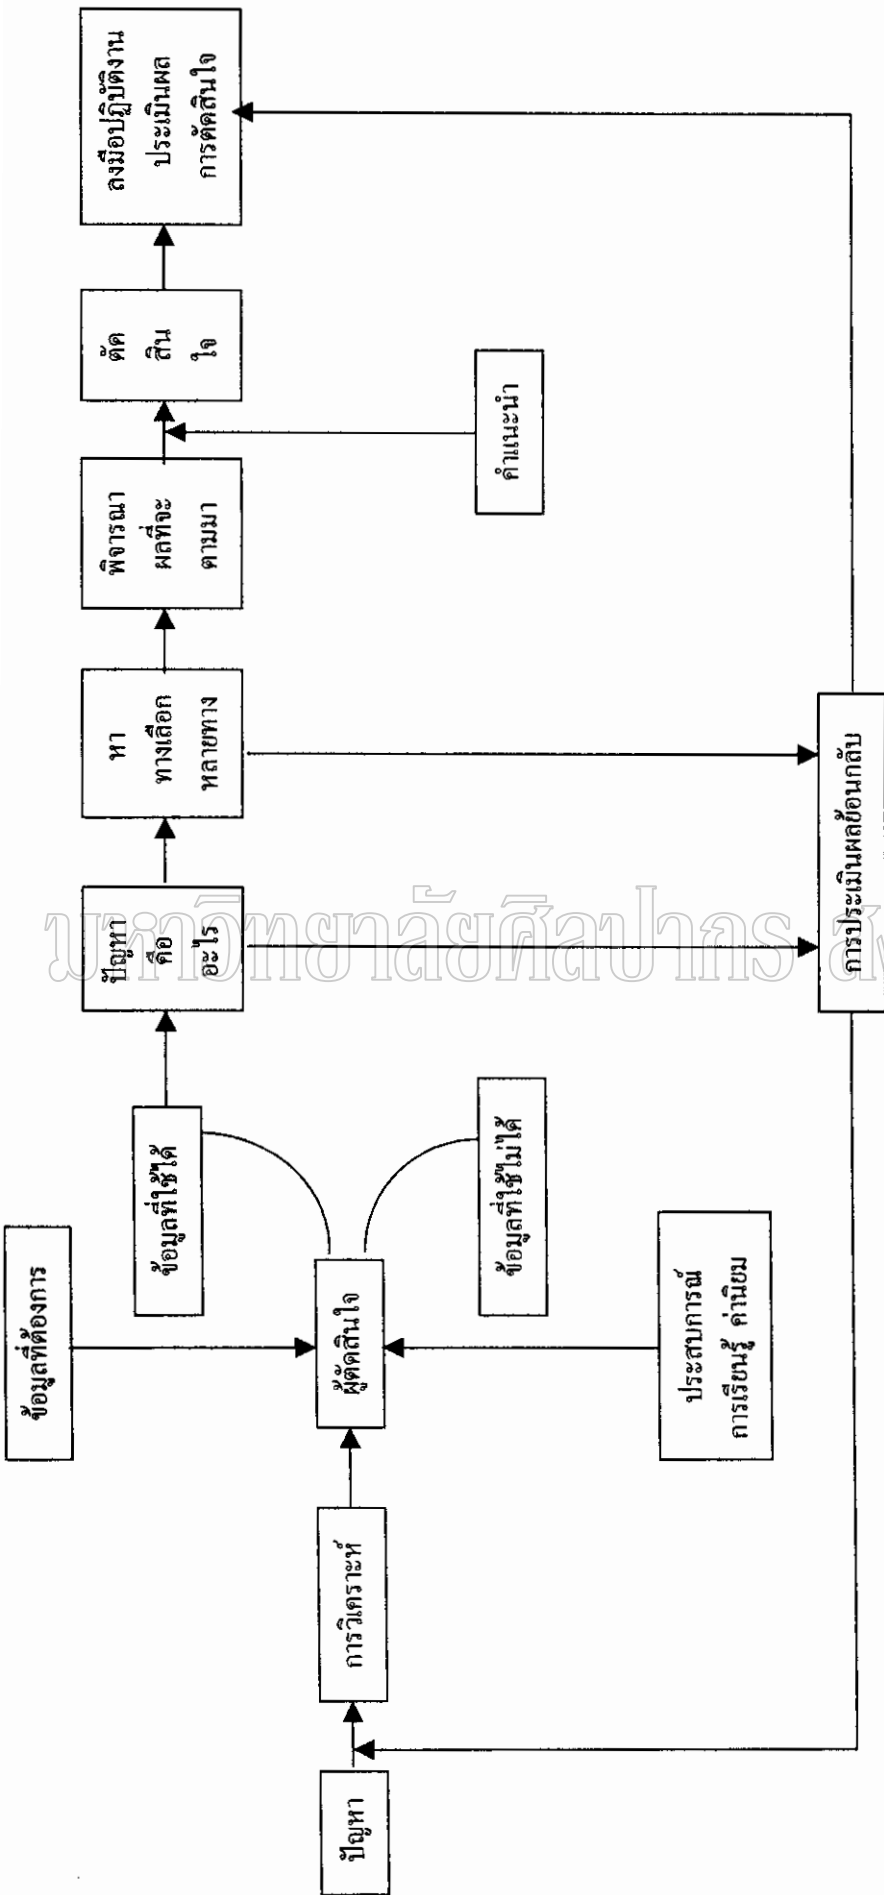 ปัญหา
การวิเคราะห์
ข้อมูลที่ต้องการ
ผู้ตัดสินใจ
ประสบการณ์
การเรียนรู้ ค่านิยม
ข้อมูลที่ใช้ได้
ข้อมูลที่ใช้ไม่ได้
ปัญหา
คือ
อะไร
หา
ทางเลือก
หลายทาง
พิจารณา
ผลที่จะ
ตามมา
คำแนะนำ
ตัด
สิน
ใจ
ลงมือปฏิบัติงาน
ประเมินผล
การตัดสินใจ
การประเมินผลย้อนกลับ
มหาวิทยาลัยศิลปากร